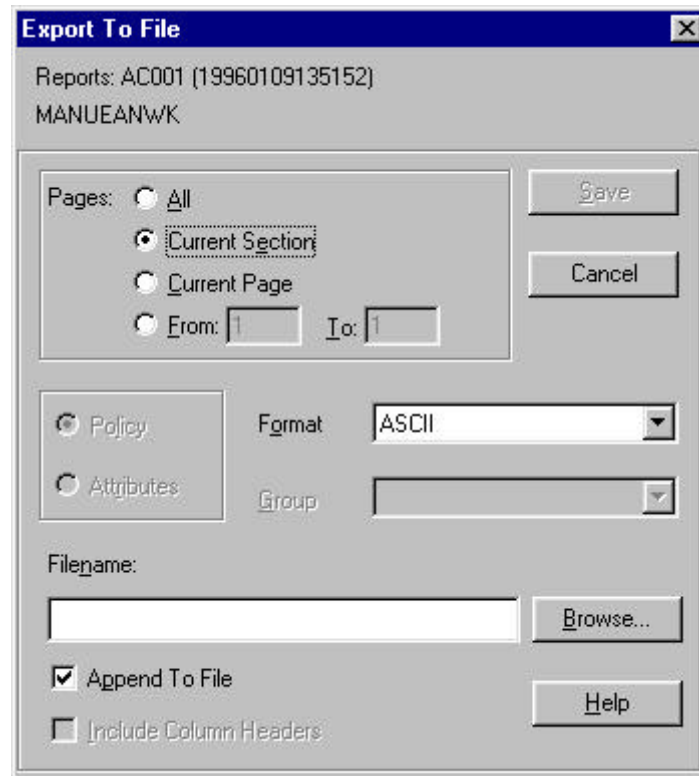 Export To File
Reports: AC001 (19960109135152)
MANUEANWK
Pages: All
Save
Current Section
Current Page
Cancel
From: 1 To: 1
Policy
Format ASCII
Attributes
Group
Filename:
Browse...
Append To File
Help
Include Column Headers